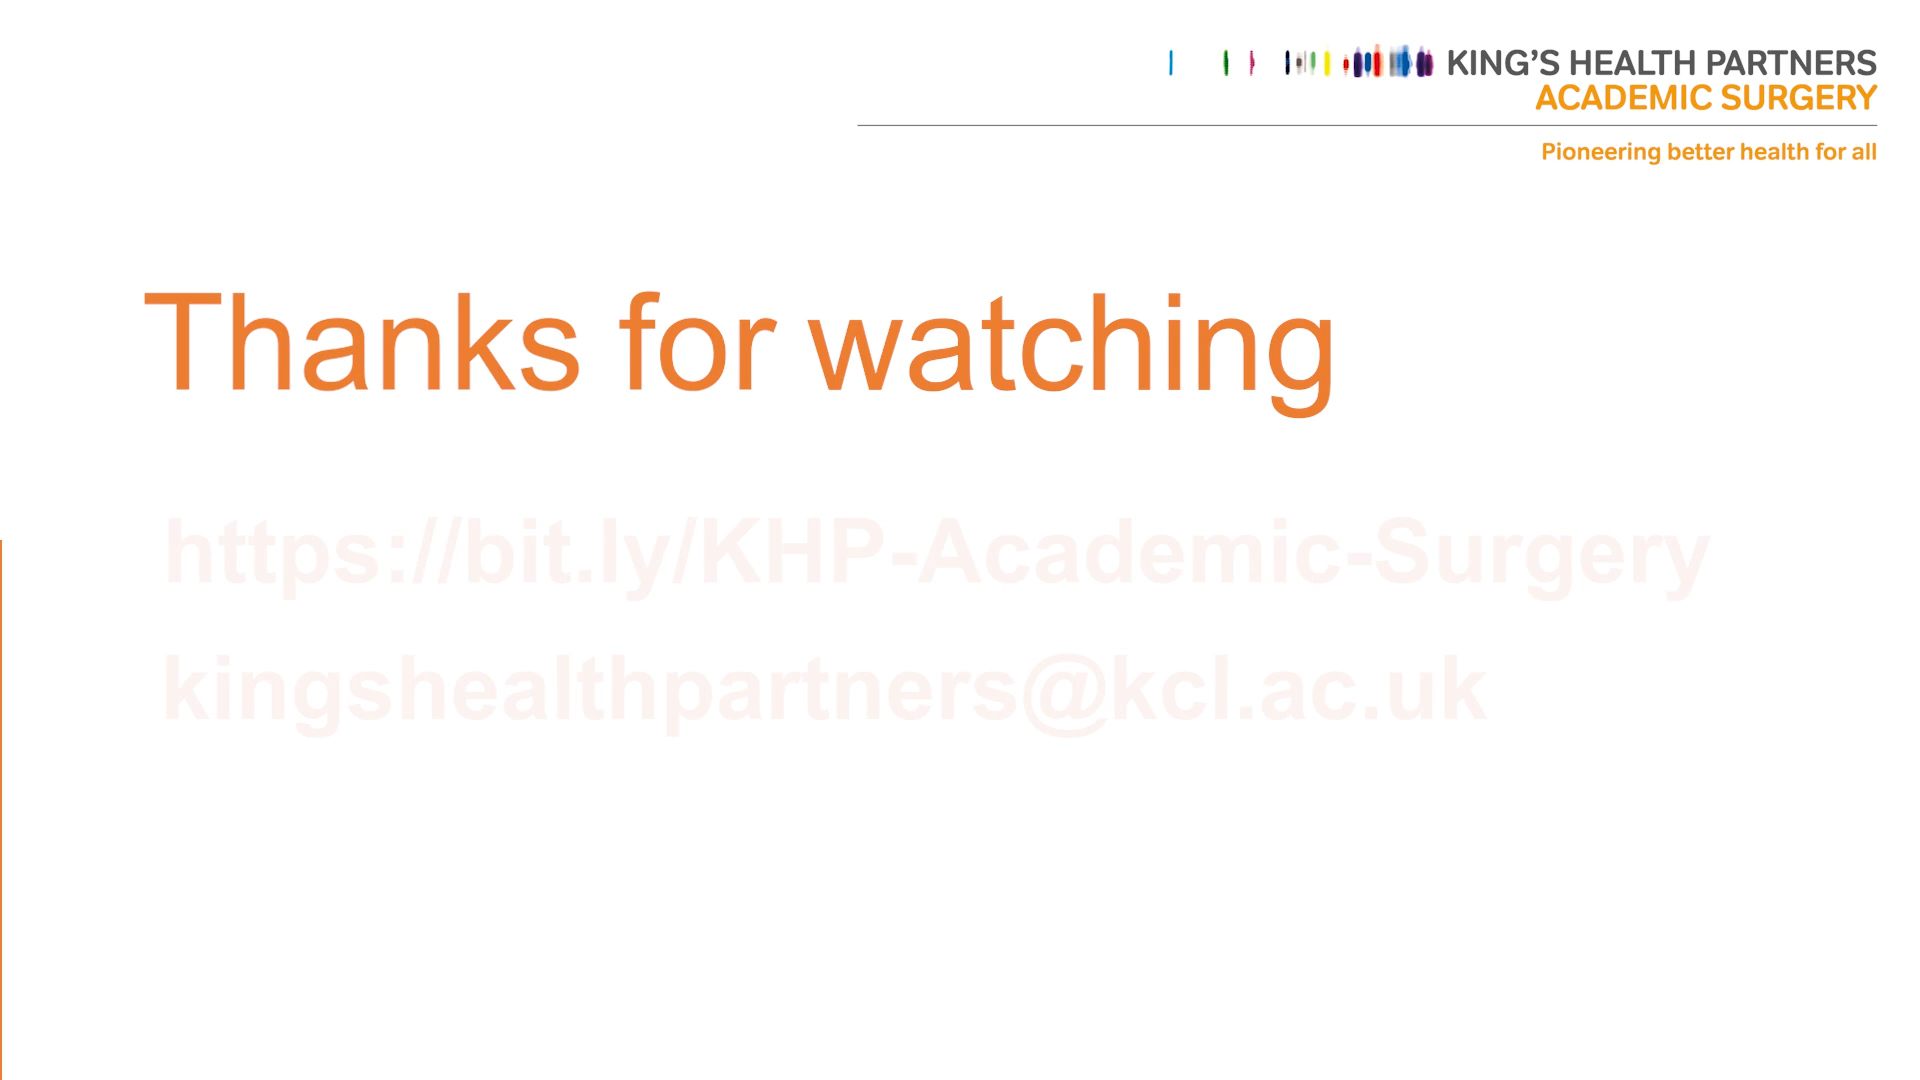 KING'S HEALTH PARTNERS
ACADEMIC SURGERY
Pioneering better health for all
Thanks for watching
https://bit.ly/KHP-Academic-Surgery
kingshealthpartners@kcl.ac.uk